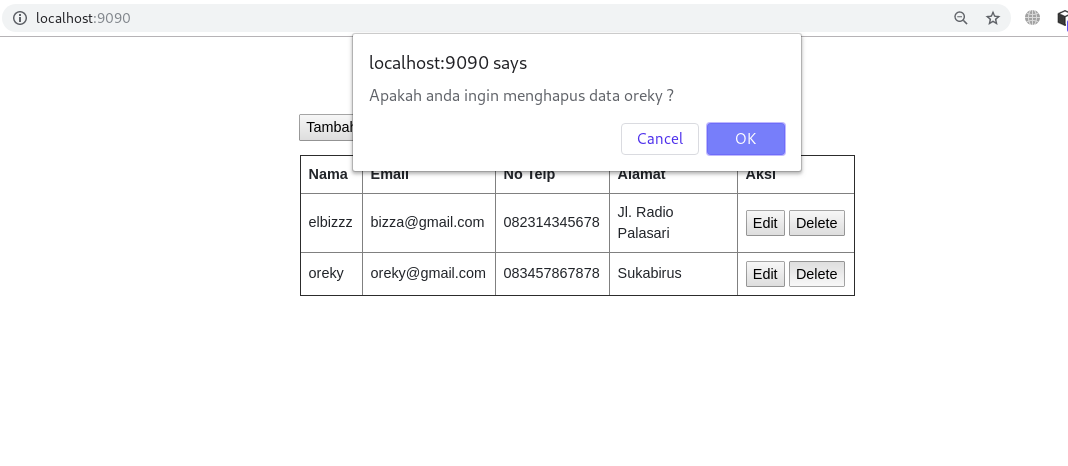 localhost:9090
localhost:9090 says
Apakah anda ingin menghapus data oreky ?
Cancel OK
Tambah
Nama Email No Telp Alamat Aksi
elbizzz bizza@gmail.com 082314345678 Jl. Radio Palasari Edit Delete
oreky oreky@gmail.com 083457867878 Sukabirus Edit Delete